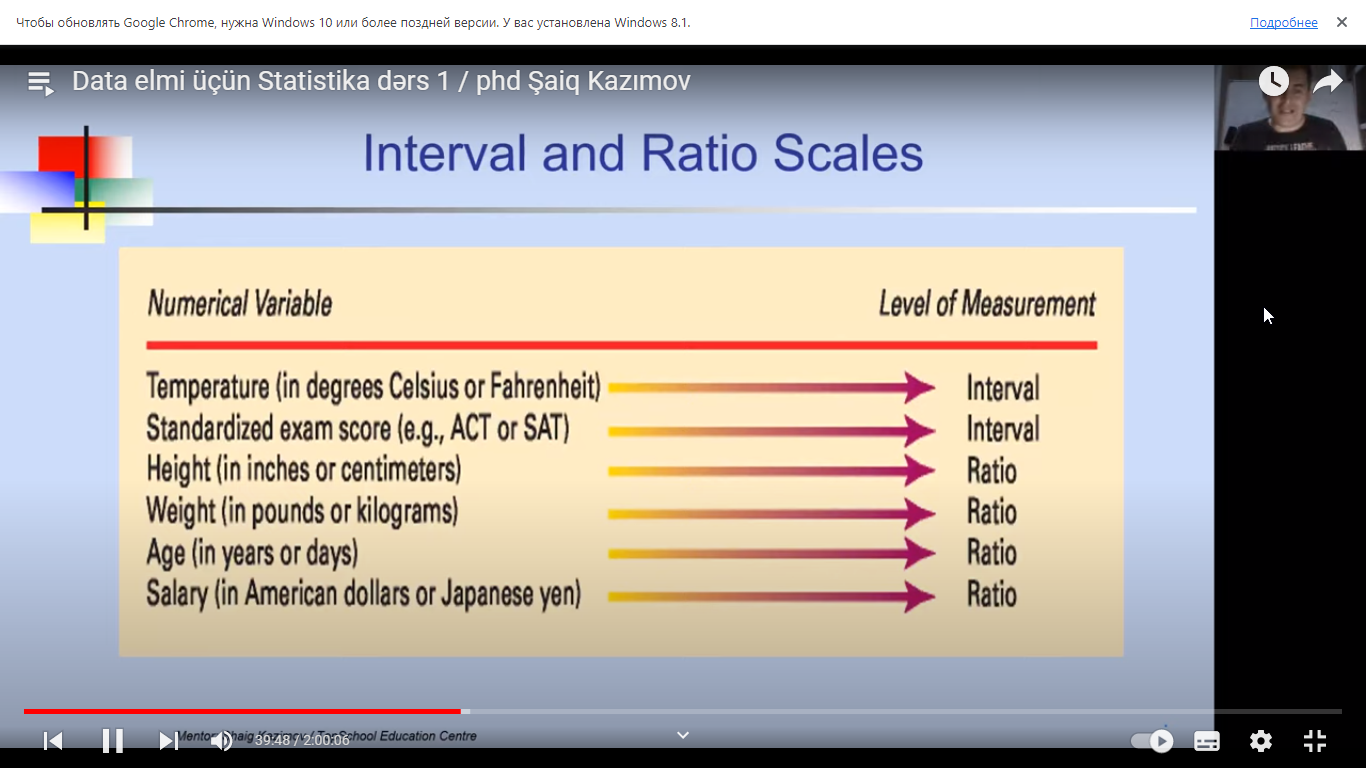 Чтобы обновлять Google Chrome, нужна Windows 10 или более поздней версии. У вас установлена Windows 8.1.
Подробнее
Data elmi üçün Statistika dərs 1 / phd Şaiq Kazımov
Interval and Ratio Scales
Numerical Variable Level of Measurement
Temperature (in degrees Celsius or Fahrenheit) Interval
Standardized exam score (e.g., ACT or SAT) Interval
Height (in inches or centimeters) Ratio
Weight (in pounds or kilograms) Ratio
Age (in years or days) Ratio
Salary (in American dollars or Japanese yen) Ratio
School Education Centre
39:48 / 2:00:06